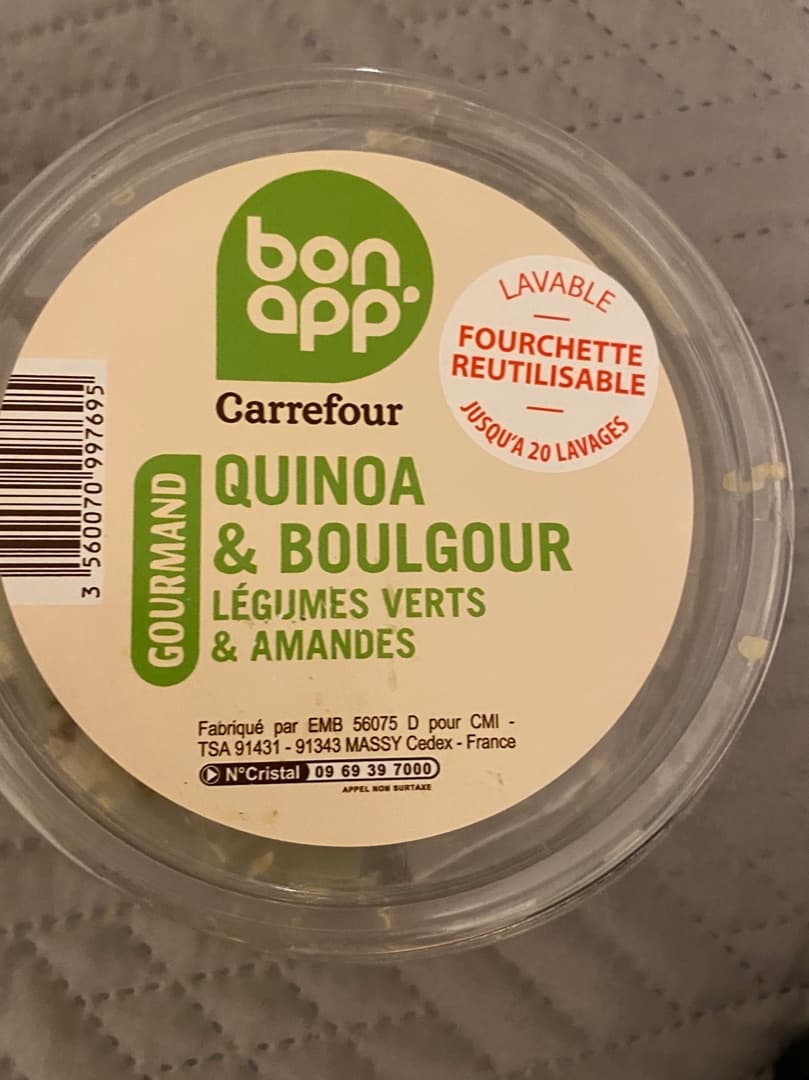 bon
app'
Carrefour
LAVABLE
FOURCHETTE
REUTILISABLE
JUSQU'A 20 LAVAGES
GOURMAND
QUINOA
& BOULGOUR
LÉGUMES VERTS
& AMANDES
3 560070 997695
Fabriqué par EMB 56075 D pour CMI -
TSA 91431 - 91343 MASSY Cedex - France
N°Cristal 09 69 39 7000
APPEL NON SURTAXE